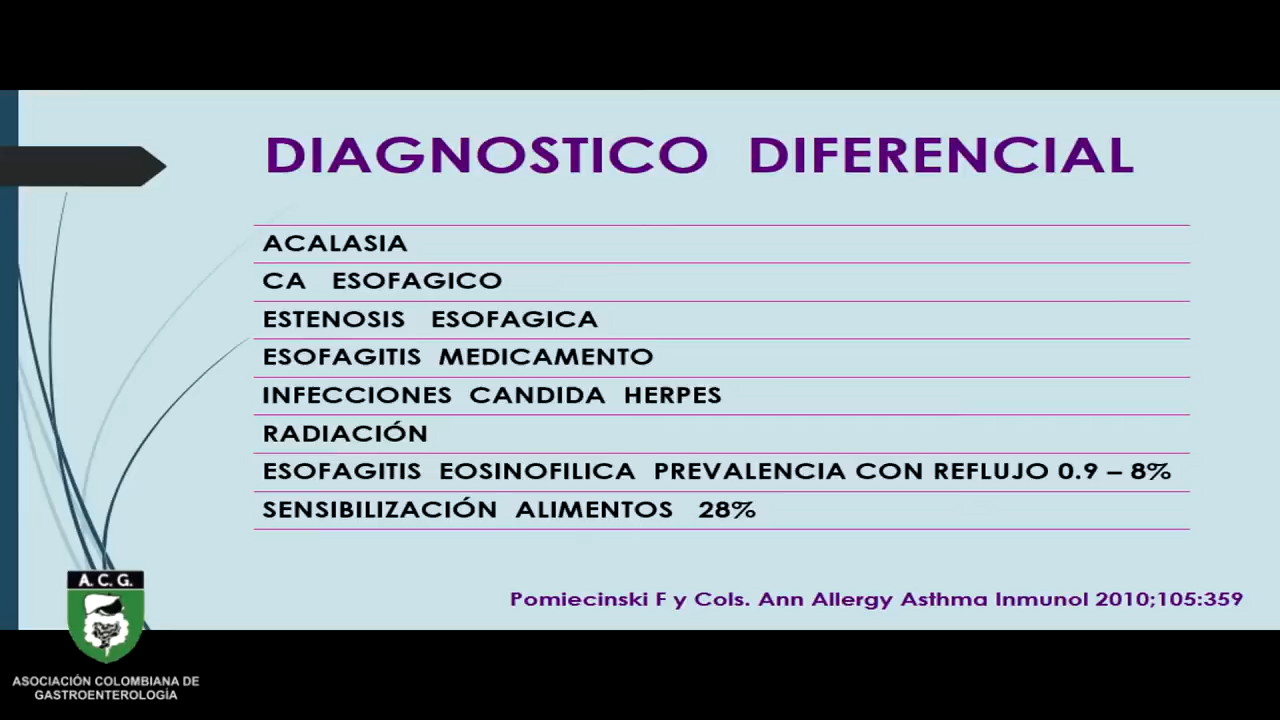 DIAGNOSTICO DIFERENCIAL
ACALASIA
CA ESOFAGICO
ESTENOSIS ESOFAGICA
ESOFAGITIS MEDICAMENTO
INFECCIONES CANDIDA HERPES
RADIACIÓN
ESOFAGITIS EOSINOFILICA PREVALENCIA CON REFLUJO 0.9 – 8%
SENSIBILIZACIÓN ALIMENTOS 28%
Pomiecinski F y Cols. Ann Allergy Asthma Inmunol 2010;105:359
A. C. G.
ASOCIACIÓN COLOMBIANA DE
GASTROENTEROLOGÍA